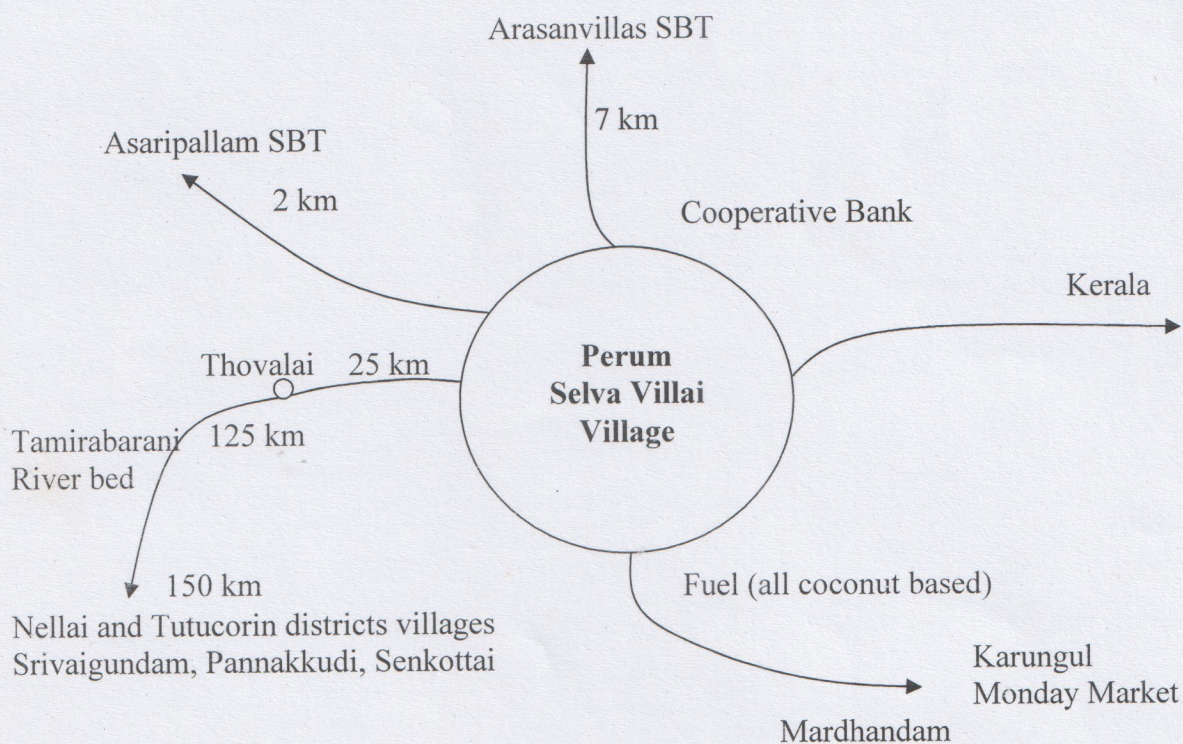 Arasanvillas SBT
7 km
Asaripallam SBT
2 km
Cooperative Bank
Kerala
Thovalai
25 km
Perum
Selva Villai
Village
Tamirabarani
River bed
125 km
150 km
Nellai and Tutucorin districts villages
Srivaigundam, Pannakkudi, Senkottai
Fuel (all coconut based)
Karungul
Monday Market
Mardhandam